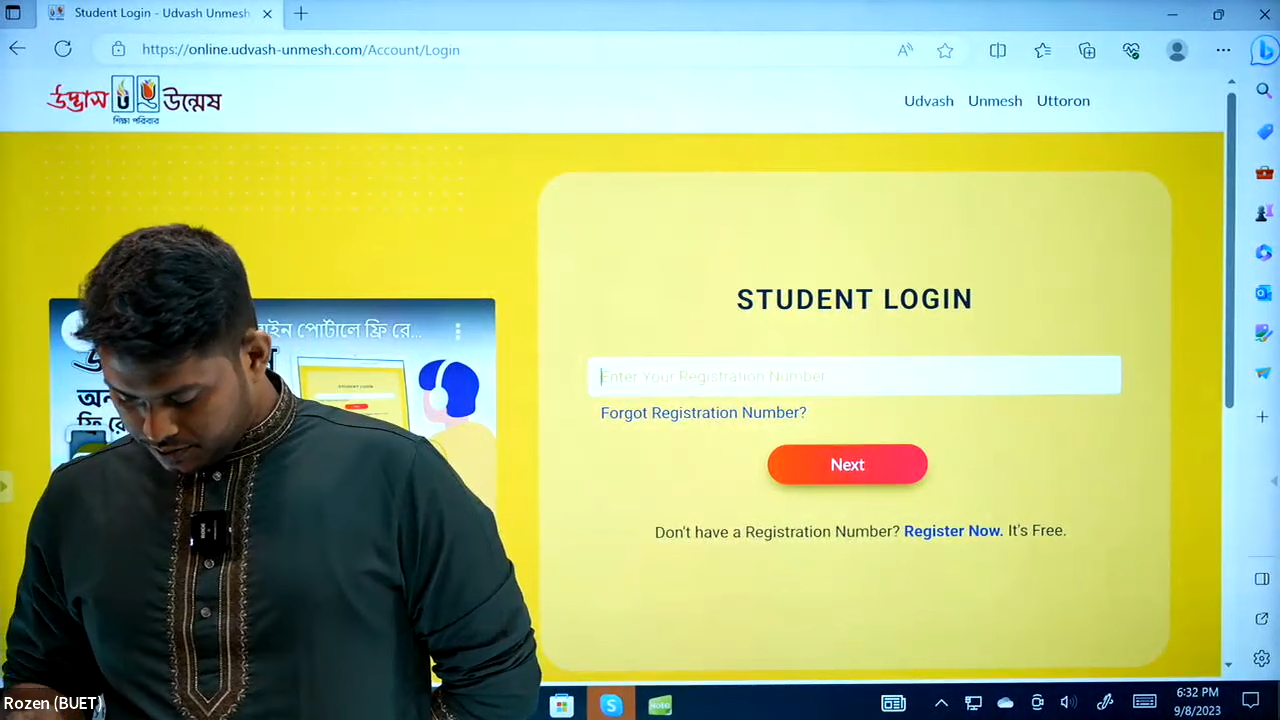 Student Login - Udvash Unmesh
https://online.udvash-unmesh.com/Account/Login
উদ্ভাস U উন্মেষ
শিক্ষা পরিবার
Udvash Unmesh Uttoron
STUDENT LOGIN
Enter Your Registration Number
Forgot Registration Number?
Next
Don't have a Registration Number? Register Now. It's Free.
পোর্টালে ফ্রি রে...
STUDENT LOGIN
RODE
Rozen (BUET)
Note
6:32 PM
9/8/2023